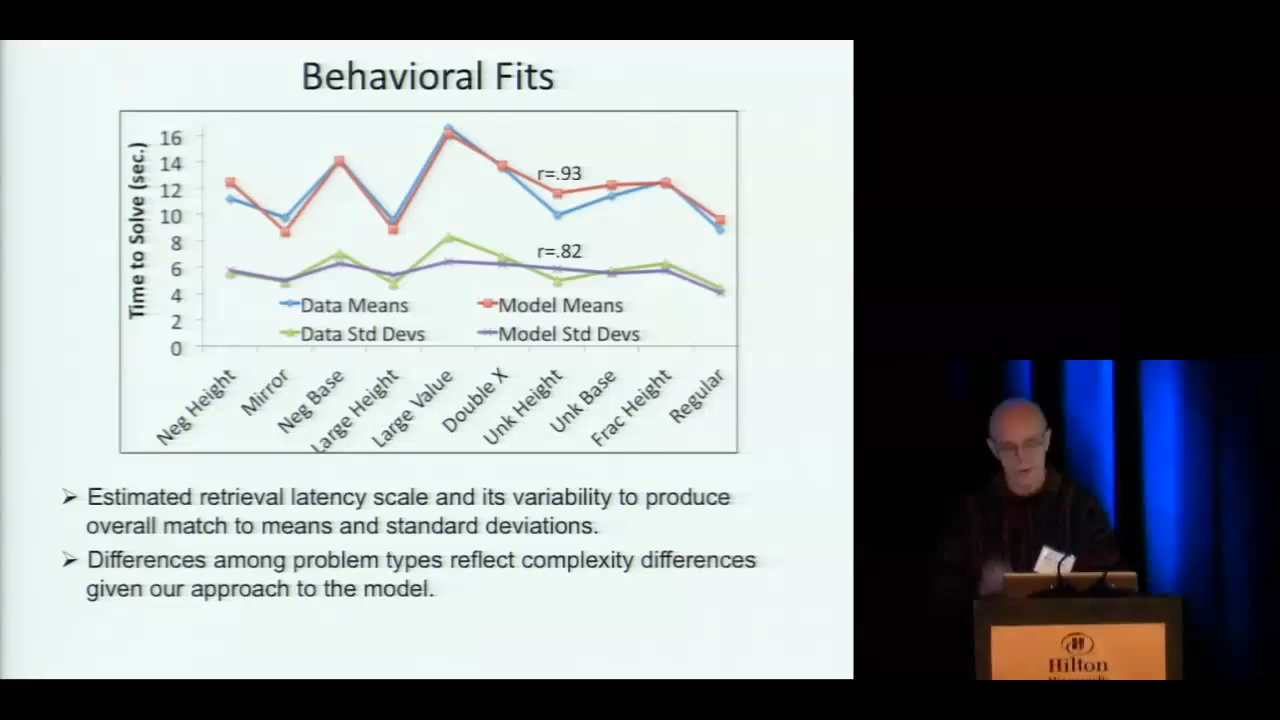 Behavioral Fits
Time to Solve (sec.)
16
14
12
10
8
6
4
2
0
r=.93
r=.82
Data Means
Model Means
Data Std Devs
Model Std Devs
Neg Height
Mirror
Neg Base
Large Height
Large Value
Double X
Unk Height
Unk Base
Frac Height
Regular
➢ Estimated retrieval latency scale and its variability to produce
overall match to means and standard deviations.
➢ Differences among problem types reflect complexity differences
given our approach to the model.
Hilton